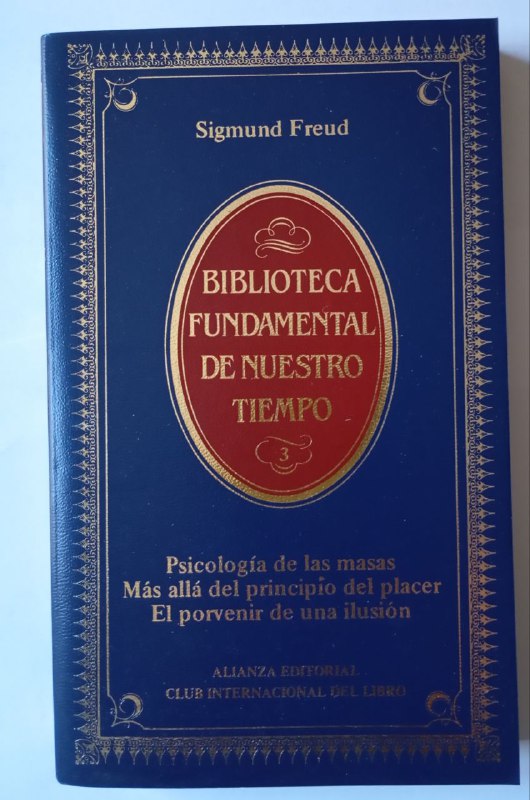 Sigmund Freud
BIBLIOTECA
FUNDAMENTAL
DE NUESTRO
TIEMPO
3
Psicología de las masas
Más allá del principio del placer
El porvenir de una ilusión
ALIANZA EDITORIAL
CLUB INTERNACIONAL DEL LIBRO